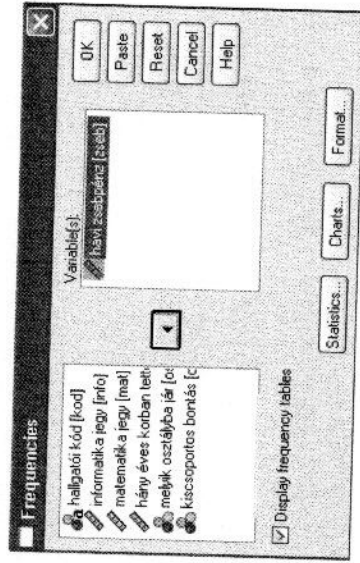 Frequencies
a hallgatói kód [kod]
informatika jegy [info]
matematika jegy [mat]
hány éves korban tett
melyik osztályba jár [os
kiscsoportos bontás [c
Variable(s):
havi zsebpénz [zseb]
OK
Paste
Reset
Cancel
Help
Display frequency tables
Statistics...
Charts...
Format...